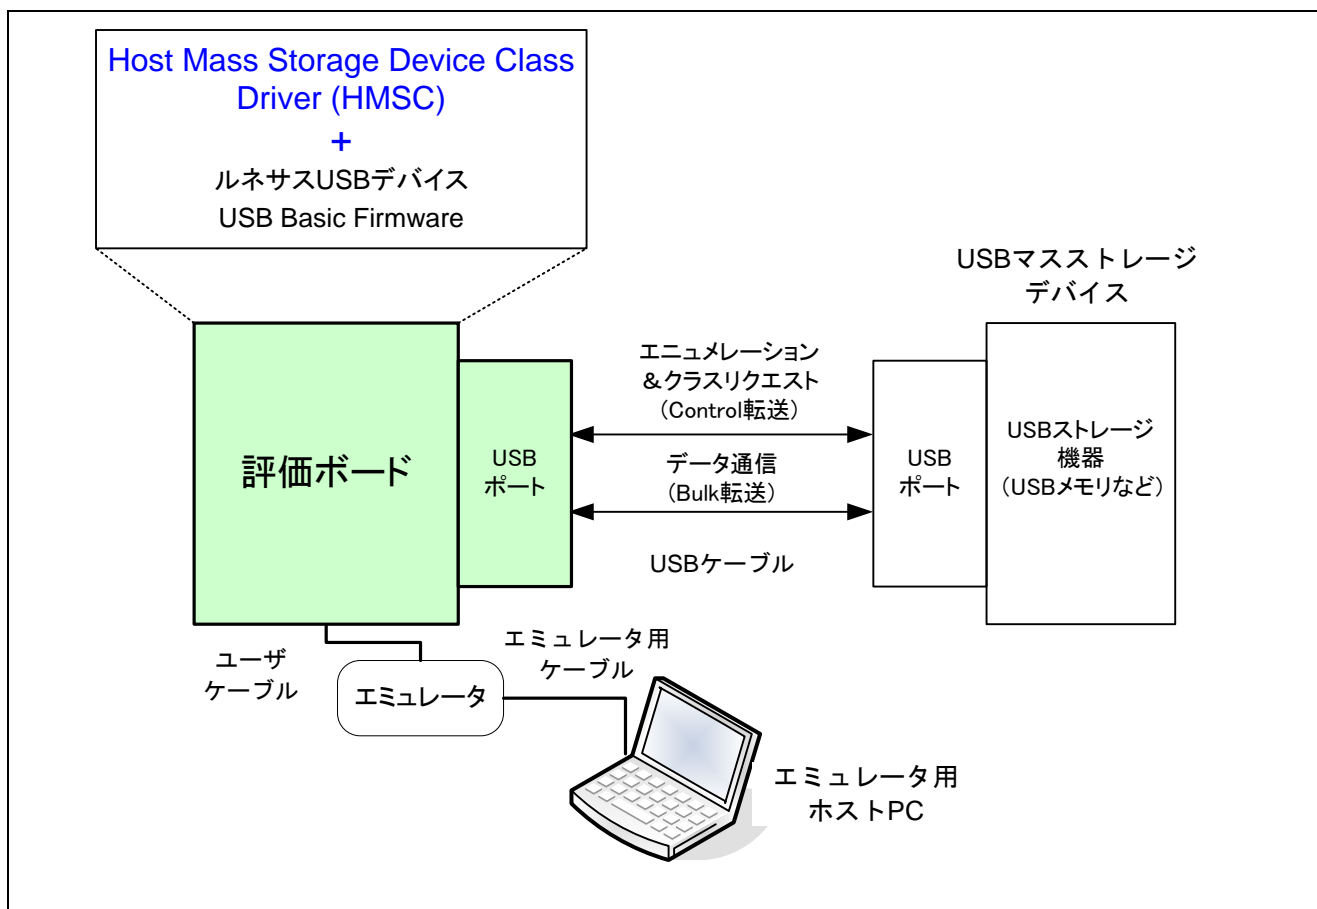 Host Mass Storage Device Class
Driver (HMSC)
+
ルネサスUSBデバイス
USB Basic Firmware
USBマスストレージ
デバイス
評価ボード
USB
ポート
エニュメレーション
&クラスリクエスト
(Control転送)
データ通信
(Bulk転送)
USBケーブル
USB
ポート
USBストレージ
機器
(USBメモリなど)
ユーザ
ケーブル
エミュレータ
エミュレータ用
ケーブル
エミュレータ用
ホストPC